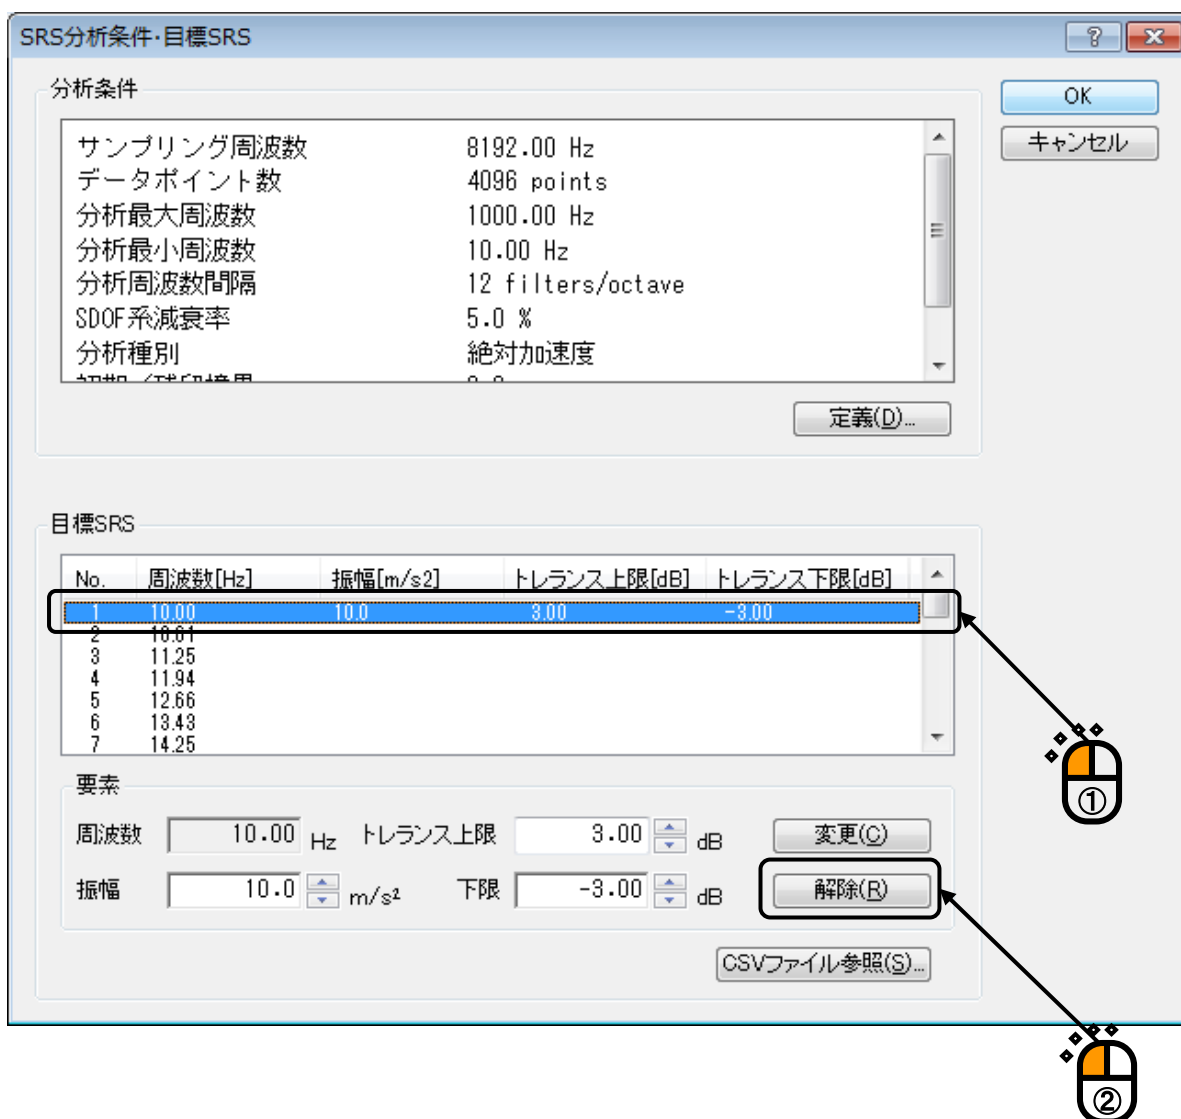 SRS分析条件・目標SRS
分析条件
OK
キャンセル
サンプリング周波数 8192.00 Hz
データポイント数 4096 points
分析最大周波数 1000.00 Hz
分析最小周波数 10.00 Hz
分析周波数間隔 12 filters/octave
SDOF系減衰率 5.0 %
分析種別 絶対加速度
定義(D)...
目標SRS
No. 周波数[Hz] 振幅[m/s2] トレランス上限[dB] トレランス下限[dB]
1 10.00 10.0 3.00 -3.00
2 10.61
3 11.25
4 11.94
5 12.66
6 13.43
7 14.25
①
要素
周波数 10.00 Hz トレランス上限 3.00 dB 変更(C)
振幅 10.0 m/s² 下限 -3.00 dB 解除(R)
CSVファイル参照(S)...
②